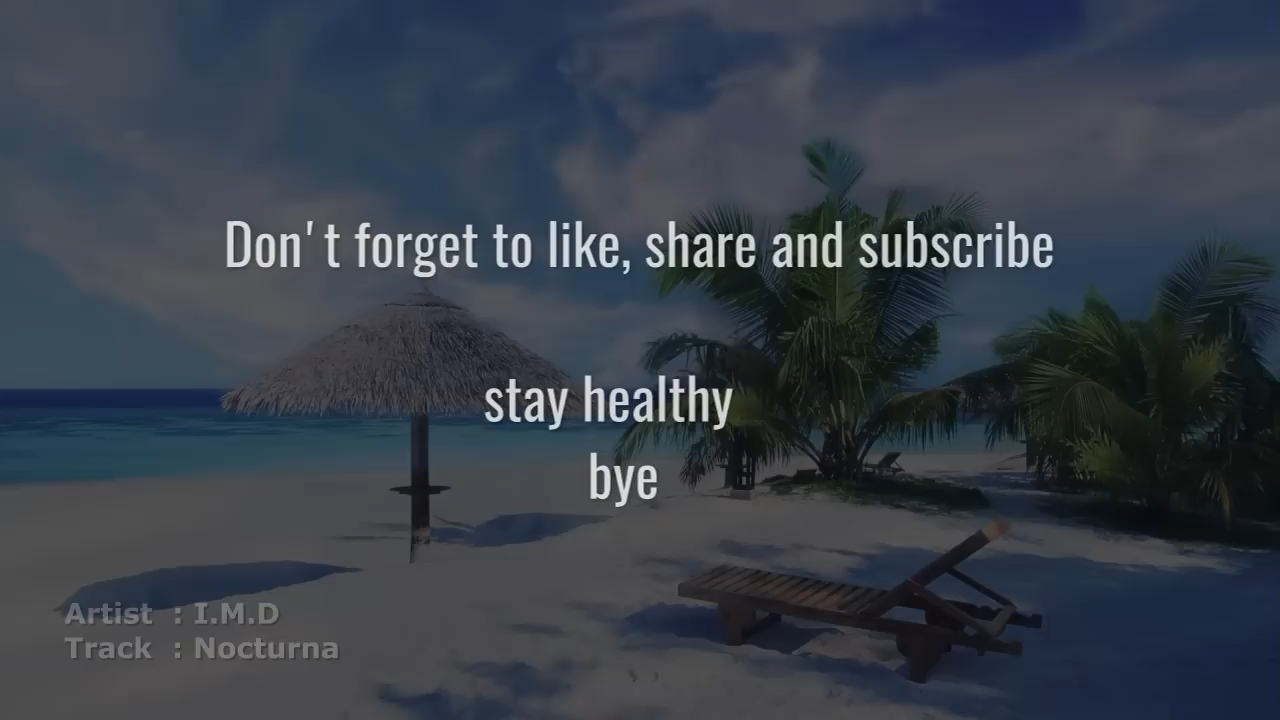 Don't forget to like, share and subscribe
stay healthy
bye
Artist : I.M.D
Track : Nocturna